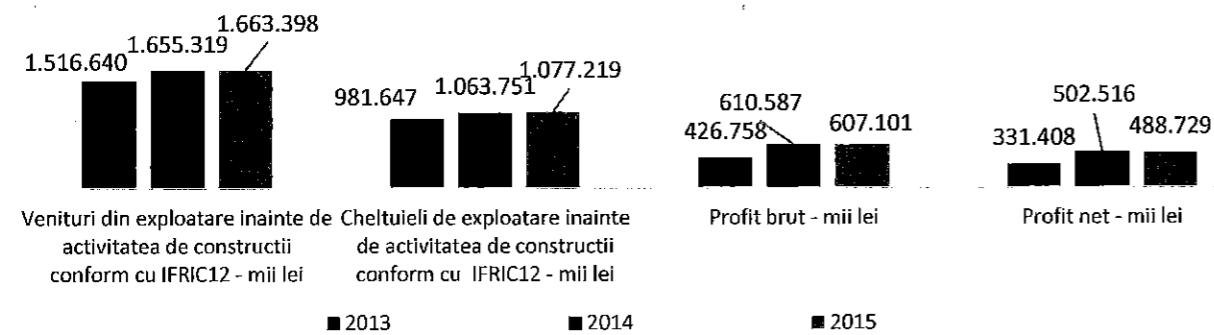 1.516.640 1.655.319 1.663.398
981.647 1.063.751 1.077.219
426.758 610.587 607.101
331.408 502.516 488.729
Venituri din exploatare inainte de
activitatea de constructii
conform cu IFRIC12 - mii lei
Cheltuieli de exploatare inainte
de activitatea de constructii
conform cu IFRIC12 - mii lei
Profit brut - mii lei
Profit net - mii lei
2013 2014 2015